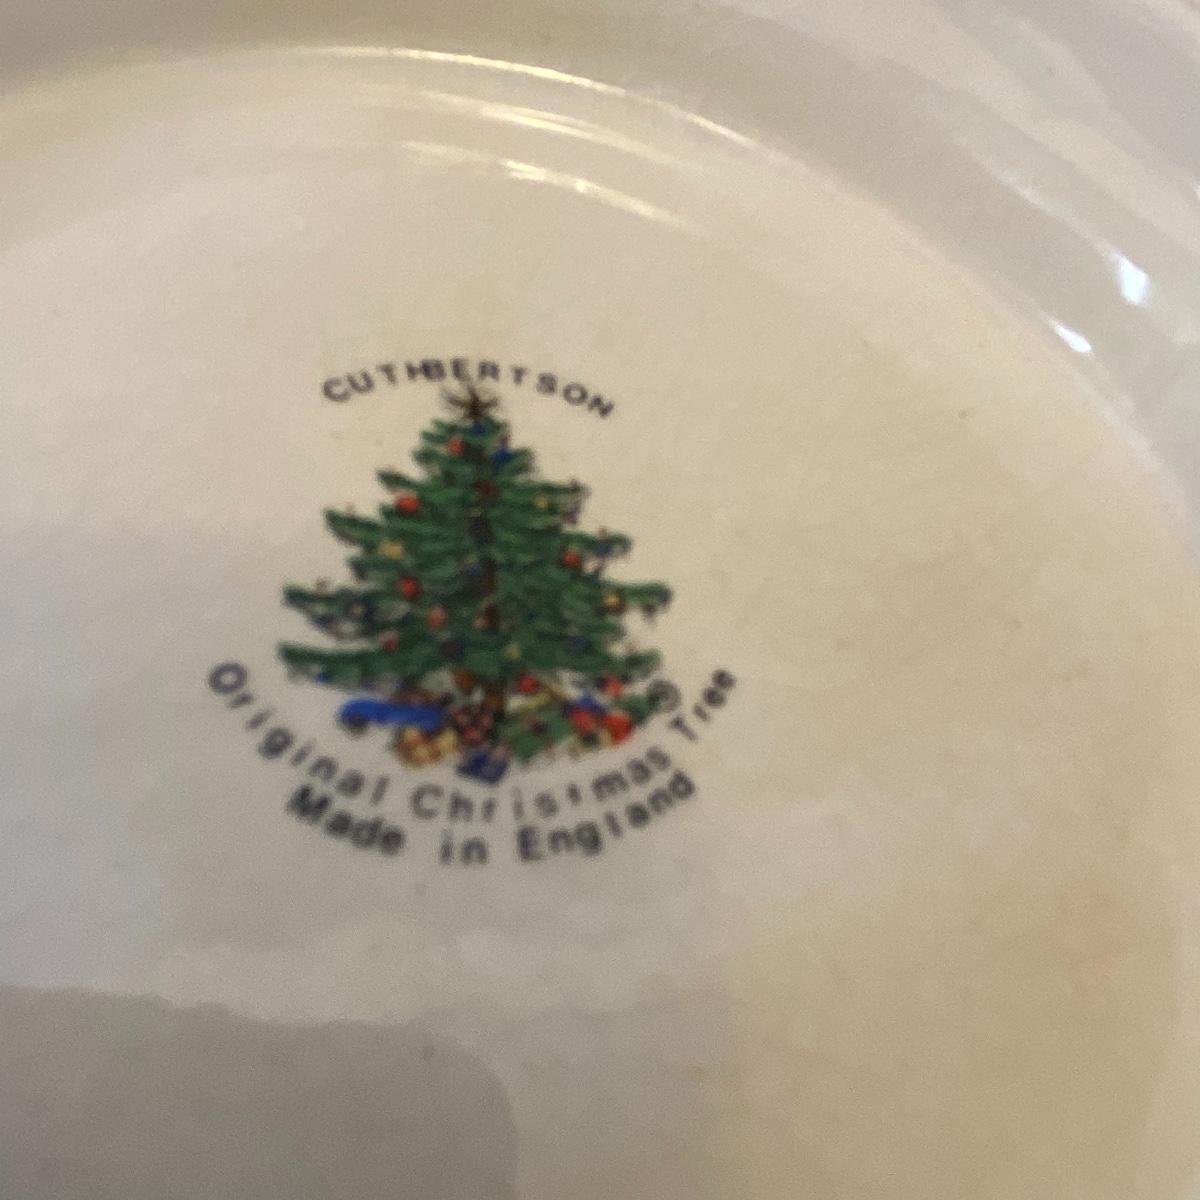 CUTHBERTSON
®
Original Christmas Tree
Made in England